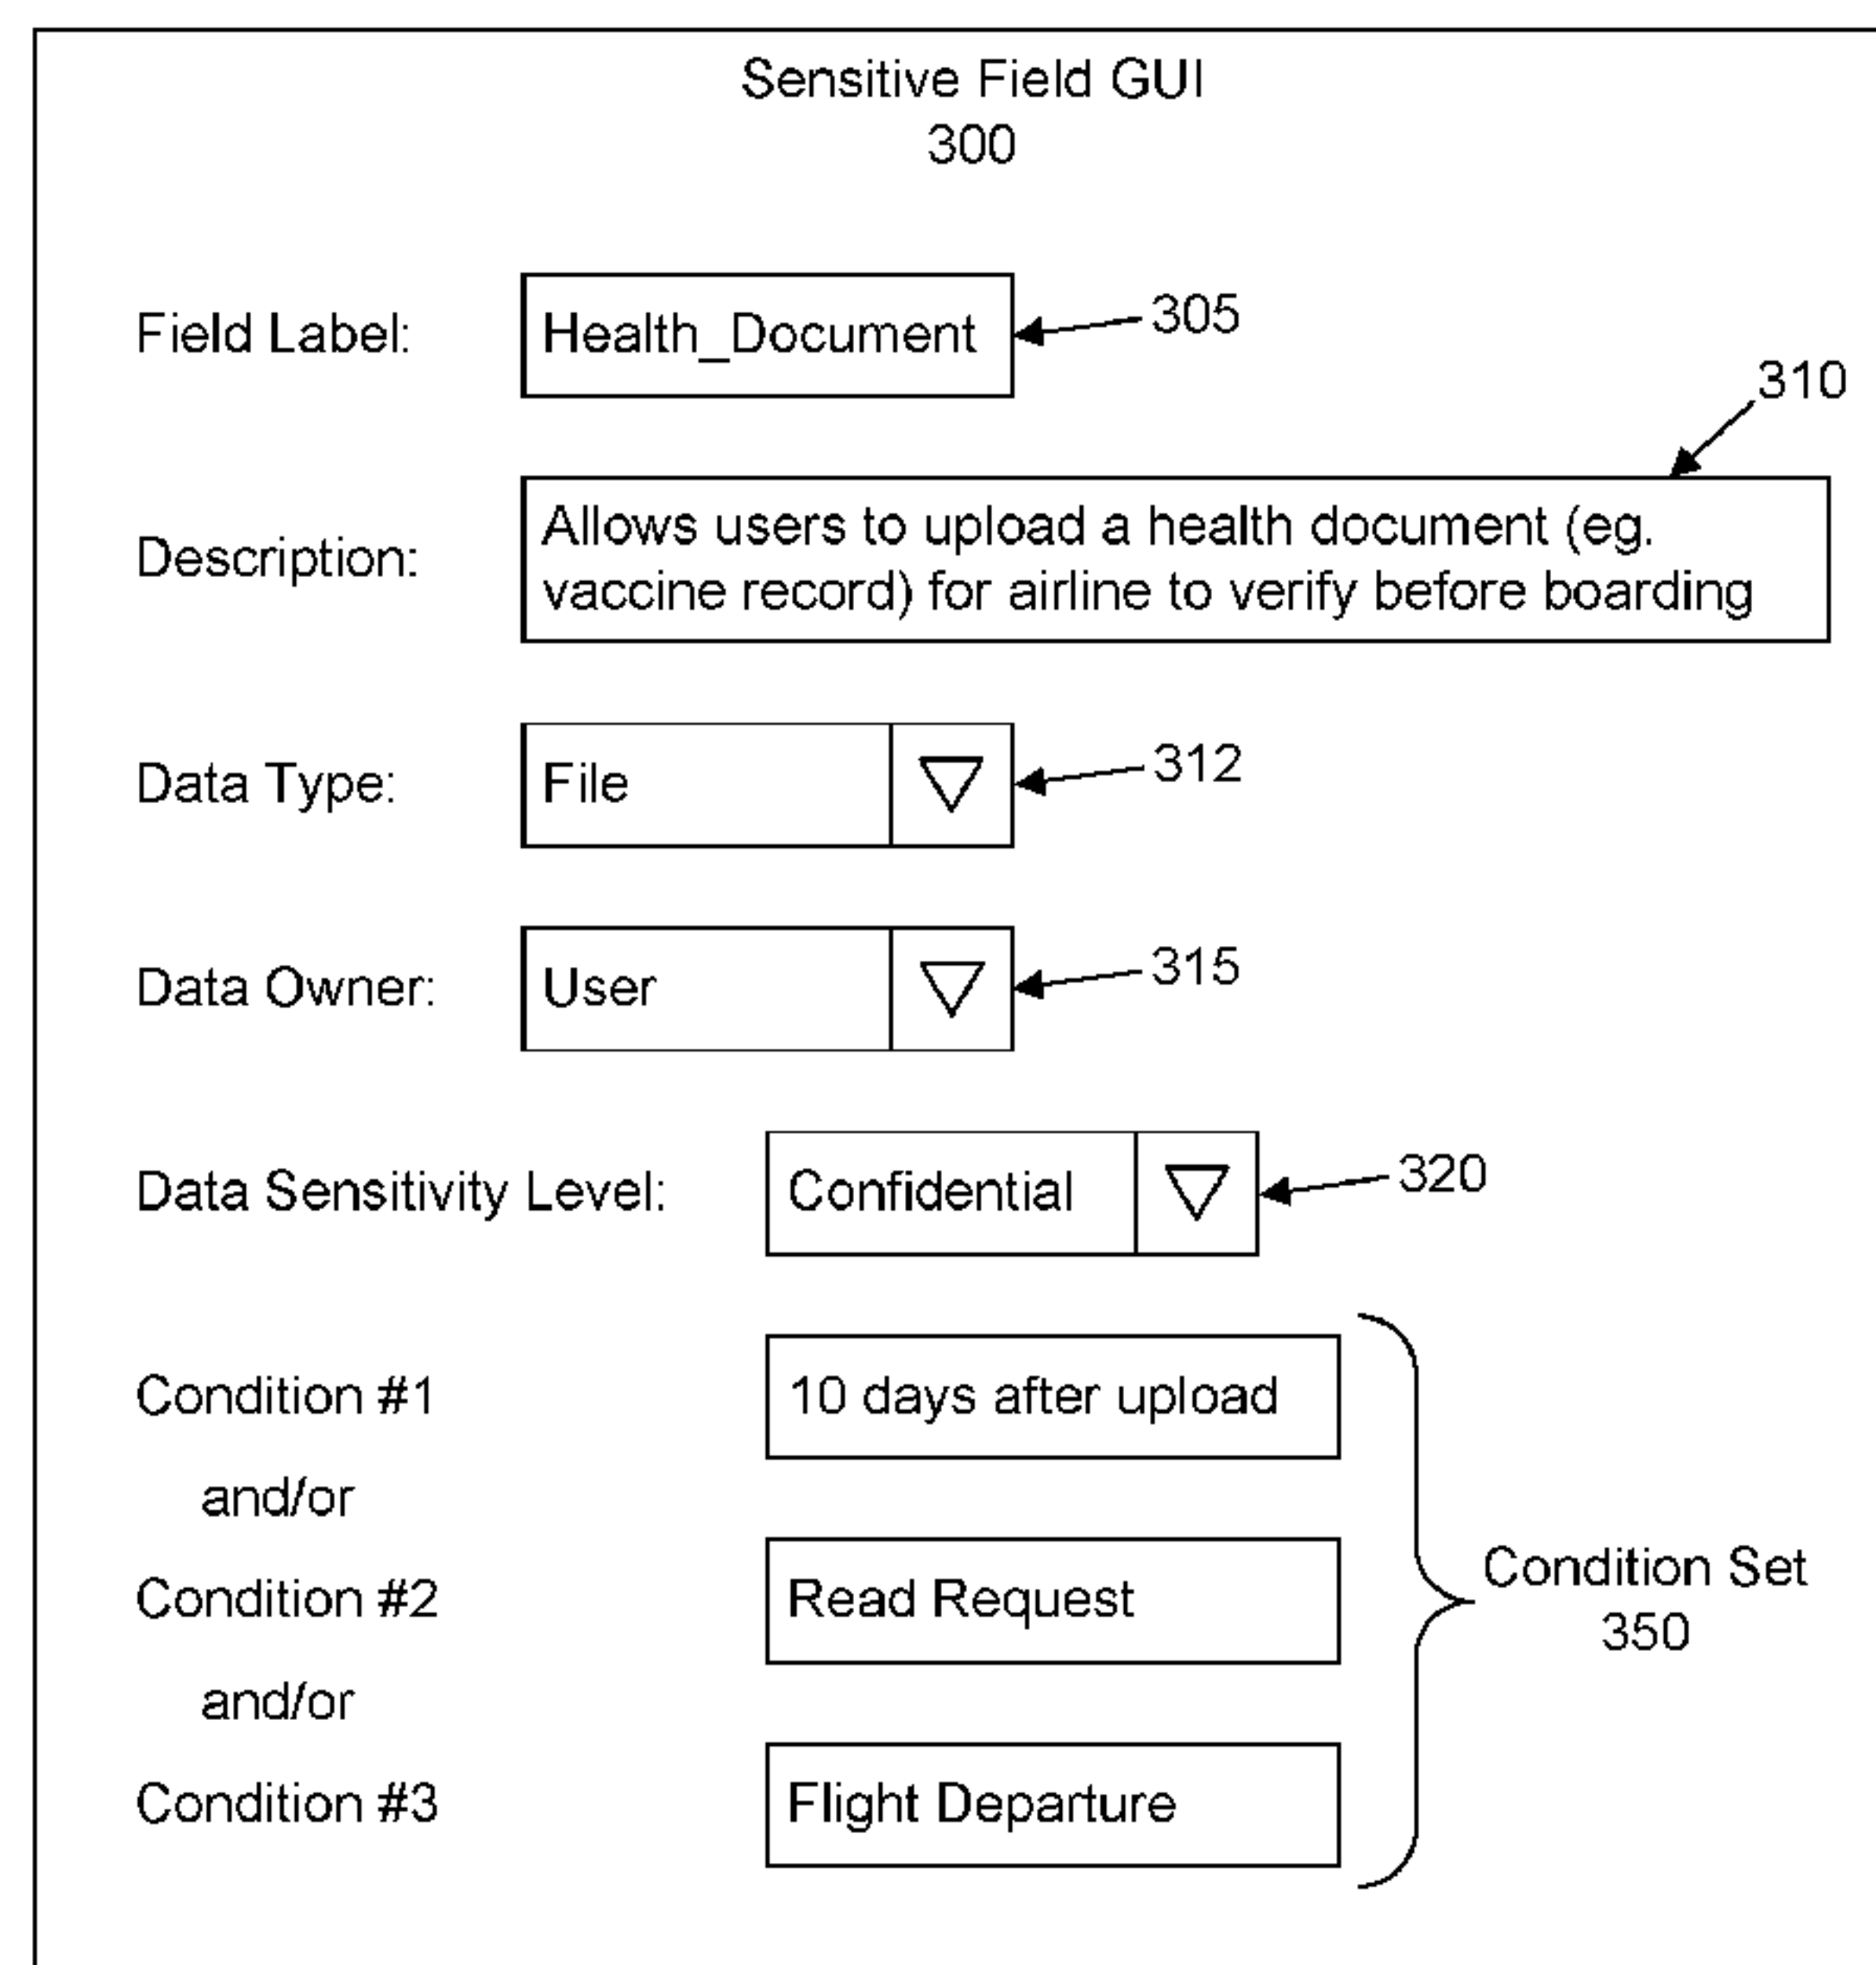 Sensitive Field GUI
300
Field Label: Health_Document 305
310
Description: Allows users to upload a health document (eg.
vaccine record) for airline to verify before boarding
Data Type: File 312
Data Owner: User 315
Data Sensitivity Level: Confidential 320
Condition #1 10 days after upload
and/or
Condition #2 Read Request
Condition Set
350
and/or
Condition #3 Flight Departure